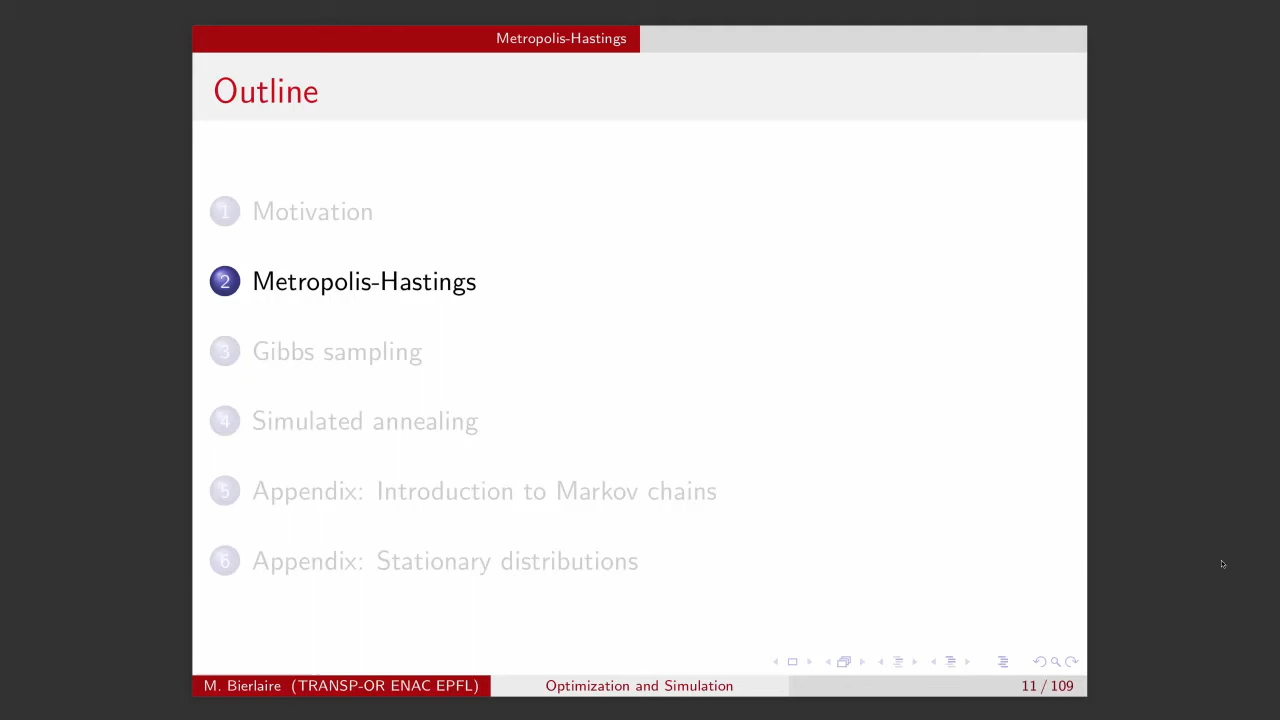 Metropolis-Hastings
Outline
1 Motivation
2 Metropolis-Hastings
3 Gibbs sampling
4 Simulated annealing
5 Appendix: Introduction to Markov chains
6 Appendix: Stationary distributions
M. Bierlaire (TRANSP-OR ENAC EPFL) Optimization and Simulation 11 / 109